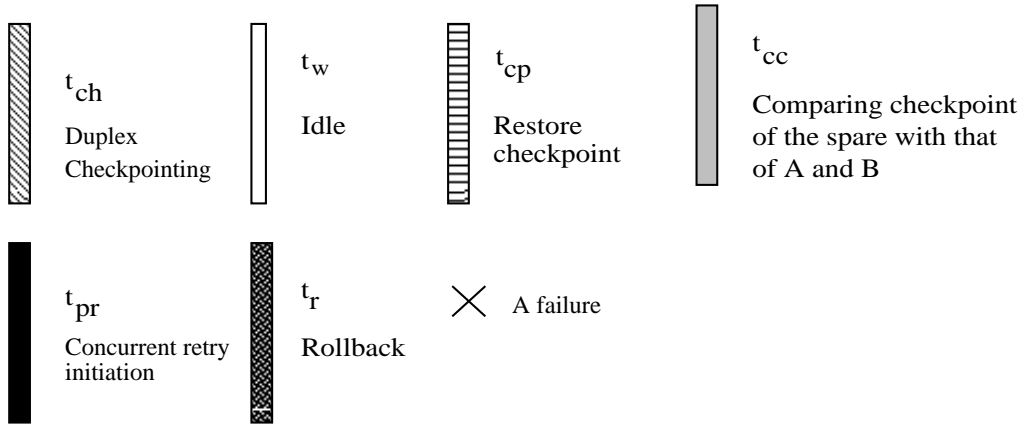 t_ch
Duplex
Checkpointing
t_w
Idle
t_cp
Restore
checkpoint
t_cc
Comparing checkpoint
of the spare with that
of A and B
t_pr
Concurrent retry
initiation
t_r
Rollback
A failure